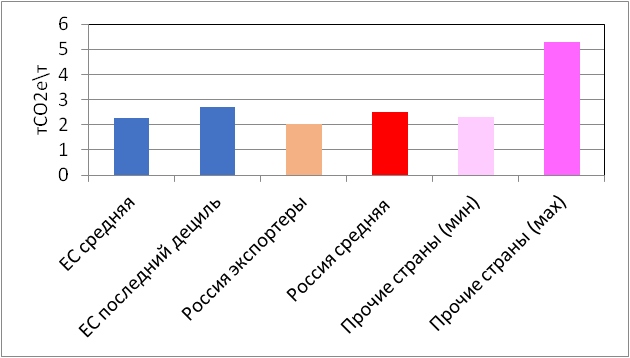 6
5
4
3
2
1
0
тCO2е\т
ЕС средняя
ЕС последний дециль
Россия экспортеры
Россия средняя
Прочие страны (мин)
Прочие страны (мах)